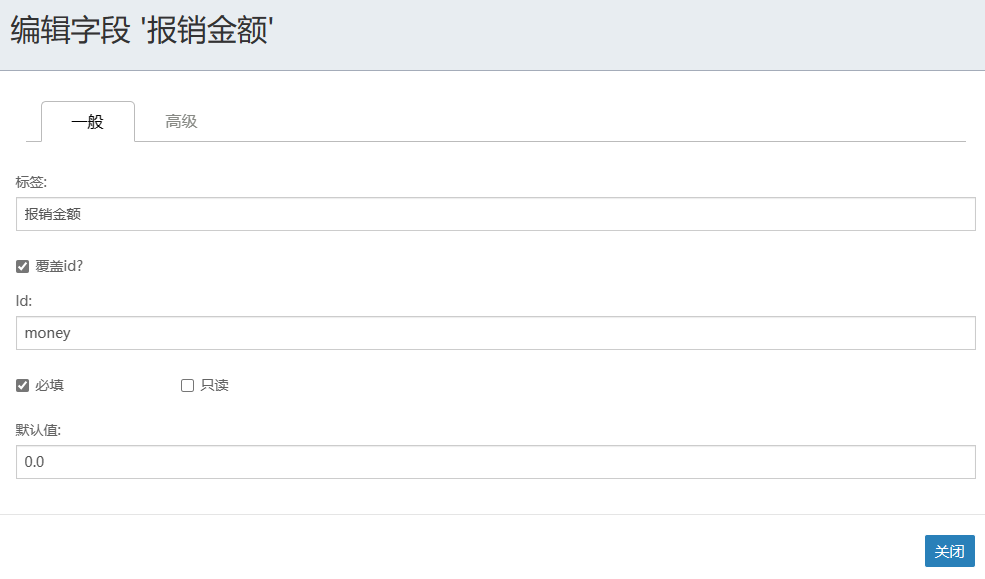 编辑字段 '报销金额'
一般 高级
标签:
报销金额
覆盖id?
Id:
money
必填 只读
默认值:
0.0
关闭